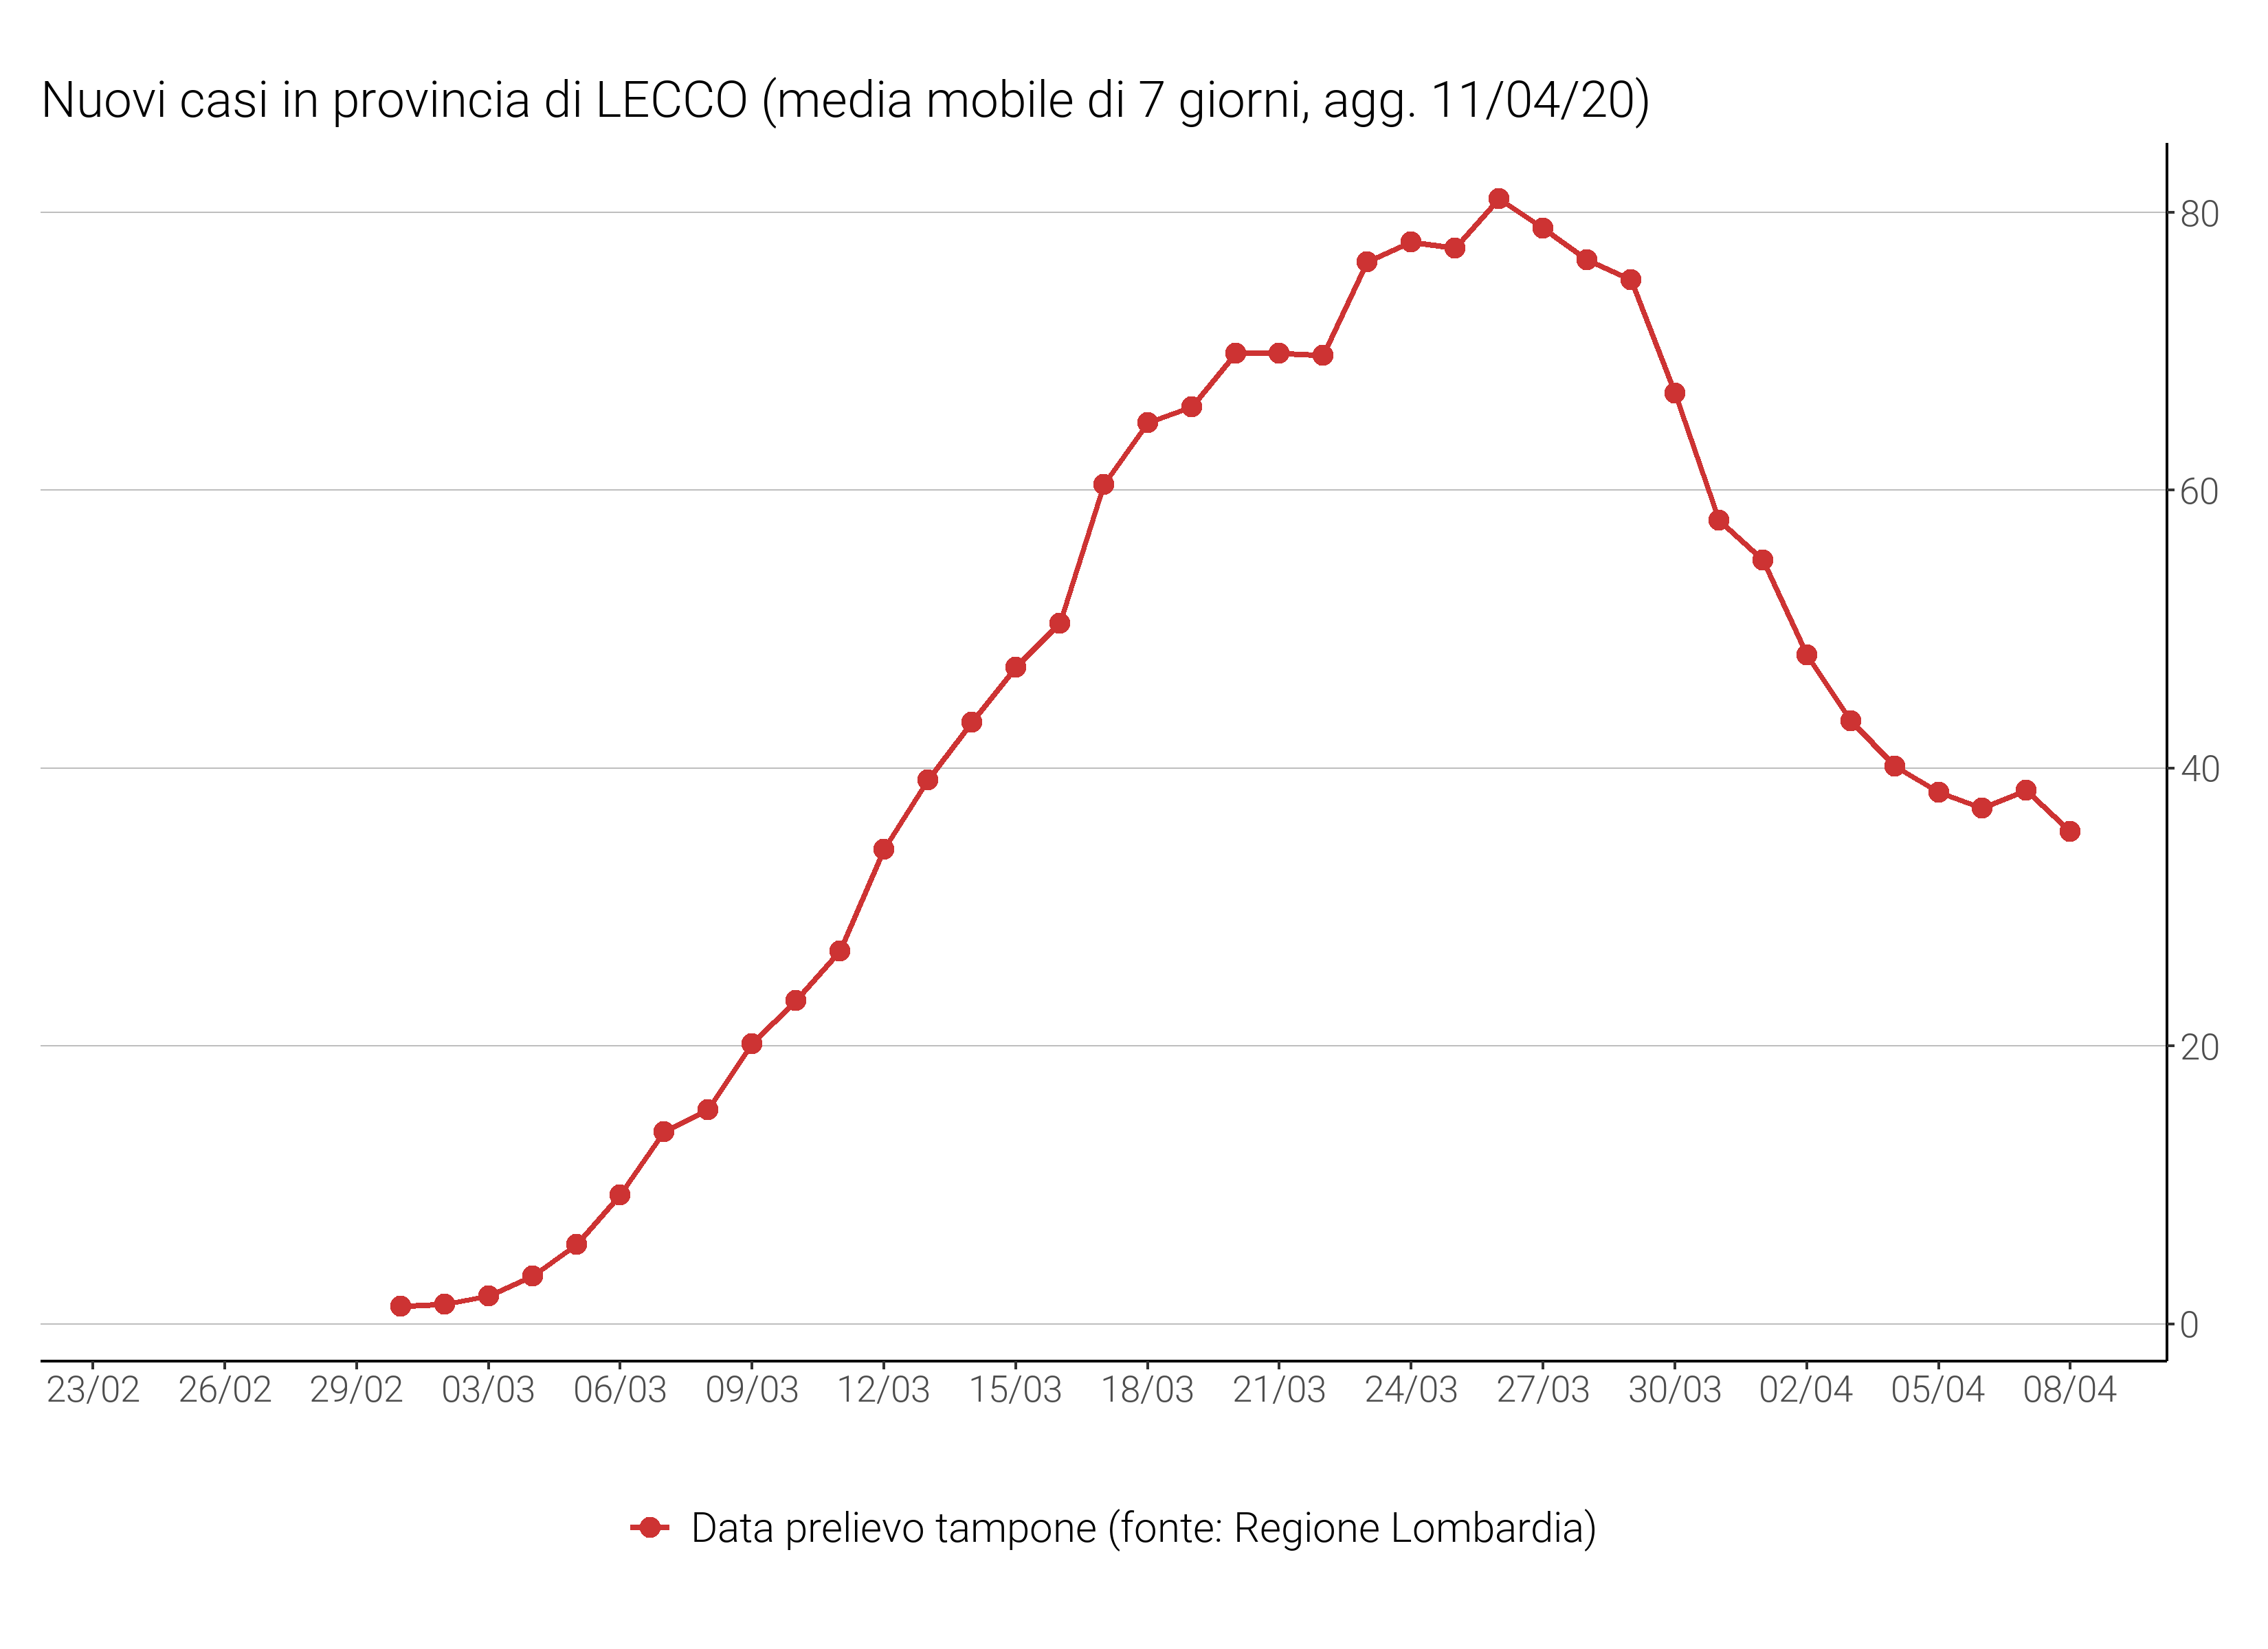 Nuovi casi in provincia di LECCO (media mobile di 7 giorni, agg. 11/04/20)
80
60
40
20
0
23/02 26/02 29/02 03/03 06/03 09/03 12/03 15/03 18/03 21/03 24/03 27/03 30/03 02/04 05/04 08/04
Data prelievo tampone (fonte: Regione Lombardia)